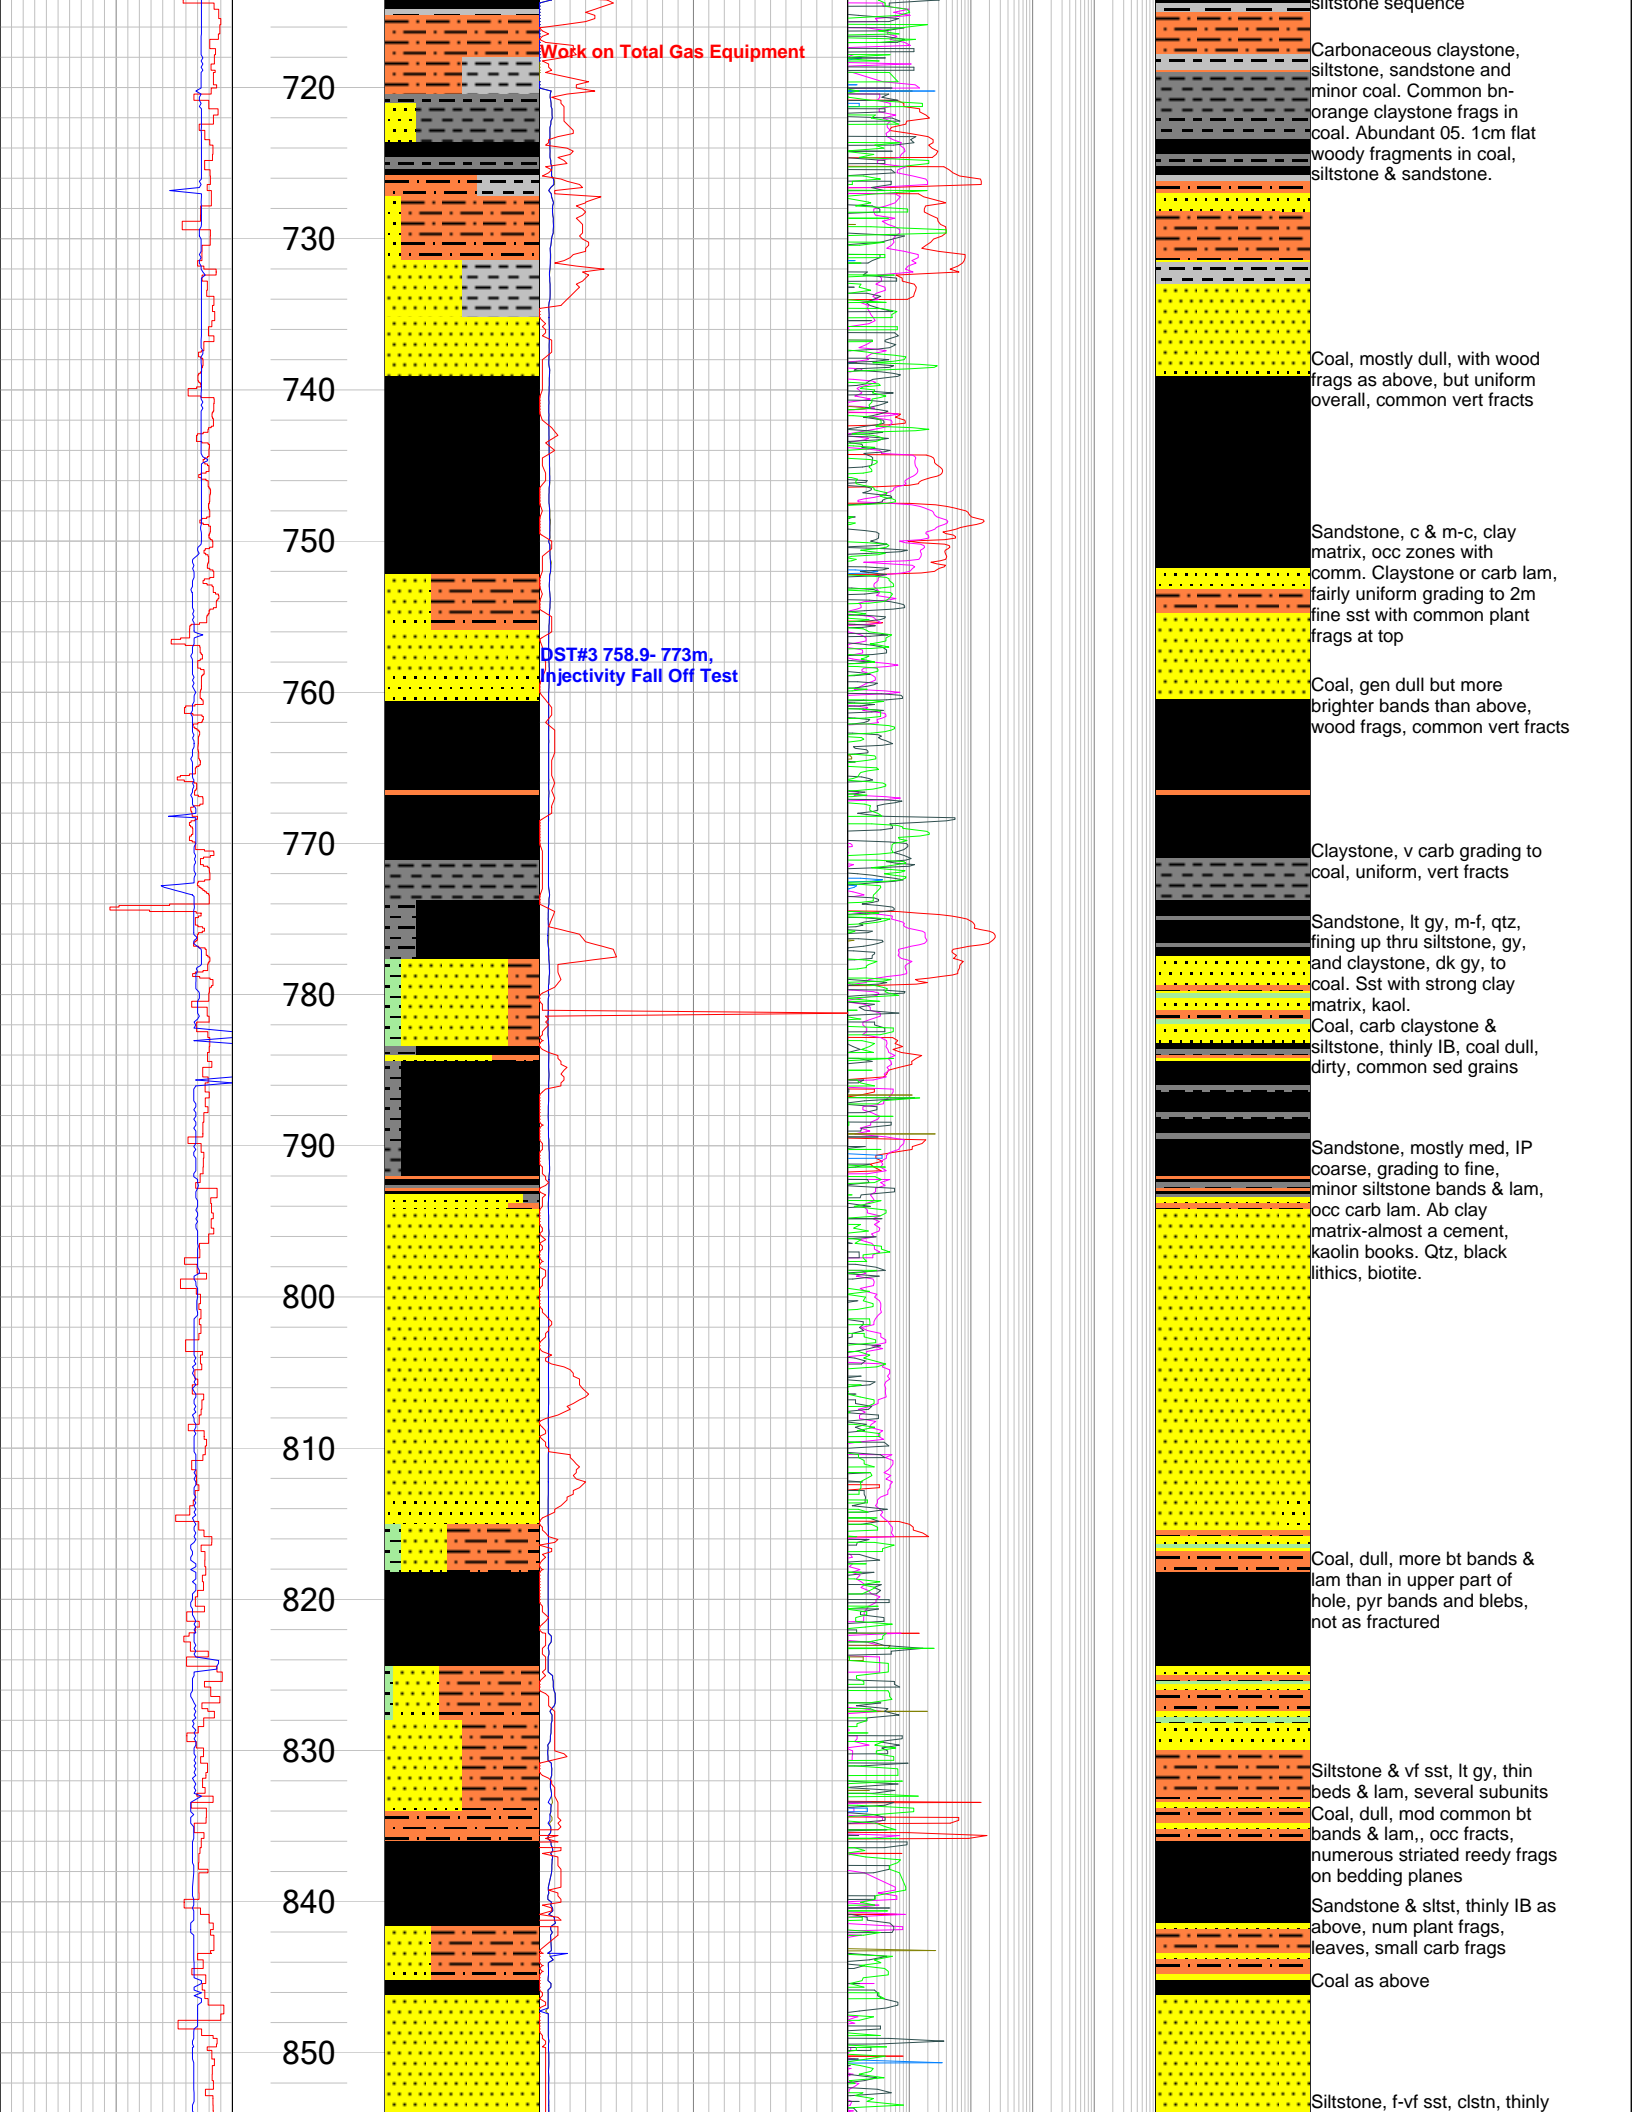 siltstone sequence
Work on Total Gas Equipment
Carbonaceous claystone,
siltstone, sandstone and
minor coal. Common bn-
orange claystone frags in
coal. Abundant 05. 1cm flat
woody fragments in coal,
siltstone & sandstone.
720
730
Coal, mostly dull, with wood
frags as above, but uniform
overall, common vert fracts
740
Sandstone, c & m-c, clay
matrix, occ zones with
comm. Claystone or carb lam,
fairly uniform grading to 2m
fine sst with common plant
frags at top
750
DST#3 758.9- 773m,
Injectivity Fall Off Test
760
Coal, gen dull but more
brighter bands than above,
wood frags, common vert fracts
770
Claystone, v carb grading to
coal, uniform, vert fracts
Sandstone, lt gy, m-f, qtz,
fining up thru siltstone, gy,
and claystone, dk gy, to
coal. Sst with strong clay
matrix, kaol.
780
Coal, carb claystone &
siltstone, thinly IB, coal dull,
dirty, common sed grains
790
Sandstone, mostly med, IP
coarse, grading to fine,
minor siltstone bands & lam,
occ carb lam. Ab clay
matrix-almost a cement,
kaolin books. Qtz, black
lithics, biotite.
800
810
Coal, dull, more bt bands &
lam than in upper part of
hole, pyr bands and blebs,
not as fractured
820
830
Siltstone & vf sst, lt gy, thin
beds & lam, several subunits
Coal, dull, mod common bt
bands & lam,, occ fracts,
numerous striated reedy frags
on bedding planes
840
Sandstone & sltst, thinly IB as
above, num plant frags,
leaves, small carb frags
Coal as above
850
Siltstone, f-vf sst, clstn, thinly